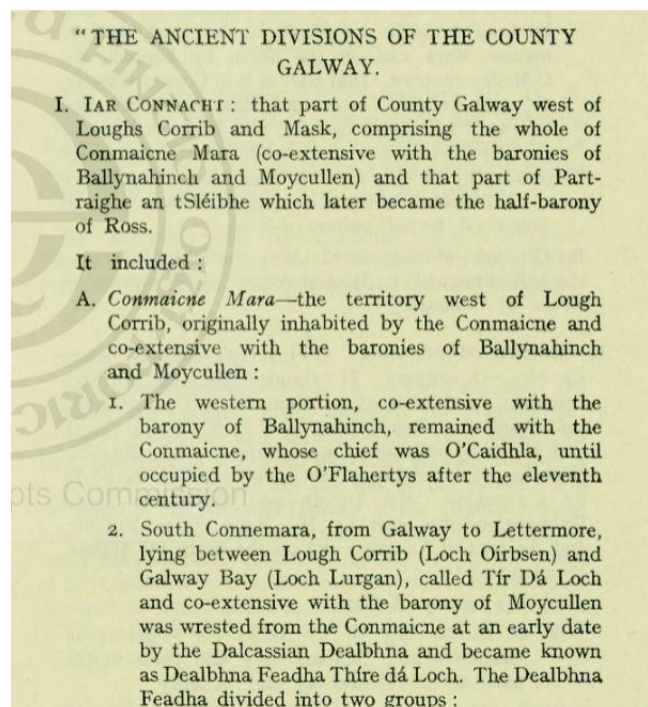 "THE ANCIENT DIVISIONS OF THE COUNTY
GALWAY.
I. IAR CONNACHT: that part of County Galway west of
Loughs Corrib and Mask, comprising the whole of
Conmaicne Mara (co-extensive with the baronies of
Ballynahinch and Moycullen) and that part of Part-
raighe an tSléibhe which later became the half-barony
of Ross.
It included:
A. Conmaicne Mara—the territory west of Lough
Corrib, originally inhabited by the Conmaicne and
co-extensive with the baronies of Ballynahinch
and Moycullen:
1. The western portion, co-extensive with the
barony of Ballynahinch, remained with the
Conmaicne, whose chief was O'Caidhla, until
occupied by the O'Flahertys after the eleventh
century.
2. South Connemara, from Galway to Lettermore,
lying between Lough Corrib (Loch Oirbsen) and
Galway Bay (Loch Lurgan), called Tír Dá Loch
and co-extensive with the barony of Moycullen
was wrested from the Conmaicne at an early date
by the Dalcassian Dealbhna and became known
as Dealbhna Feadha Thíre dá Loch. The Dealbhna
Feadha divided into two groups: